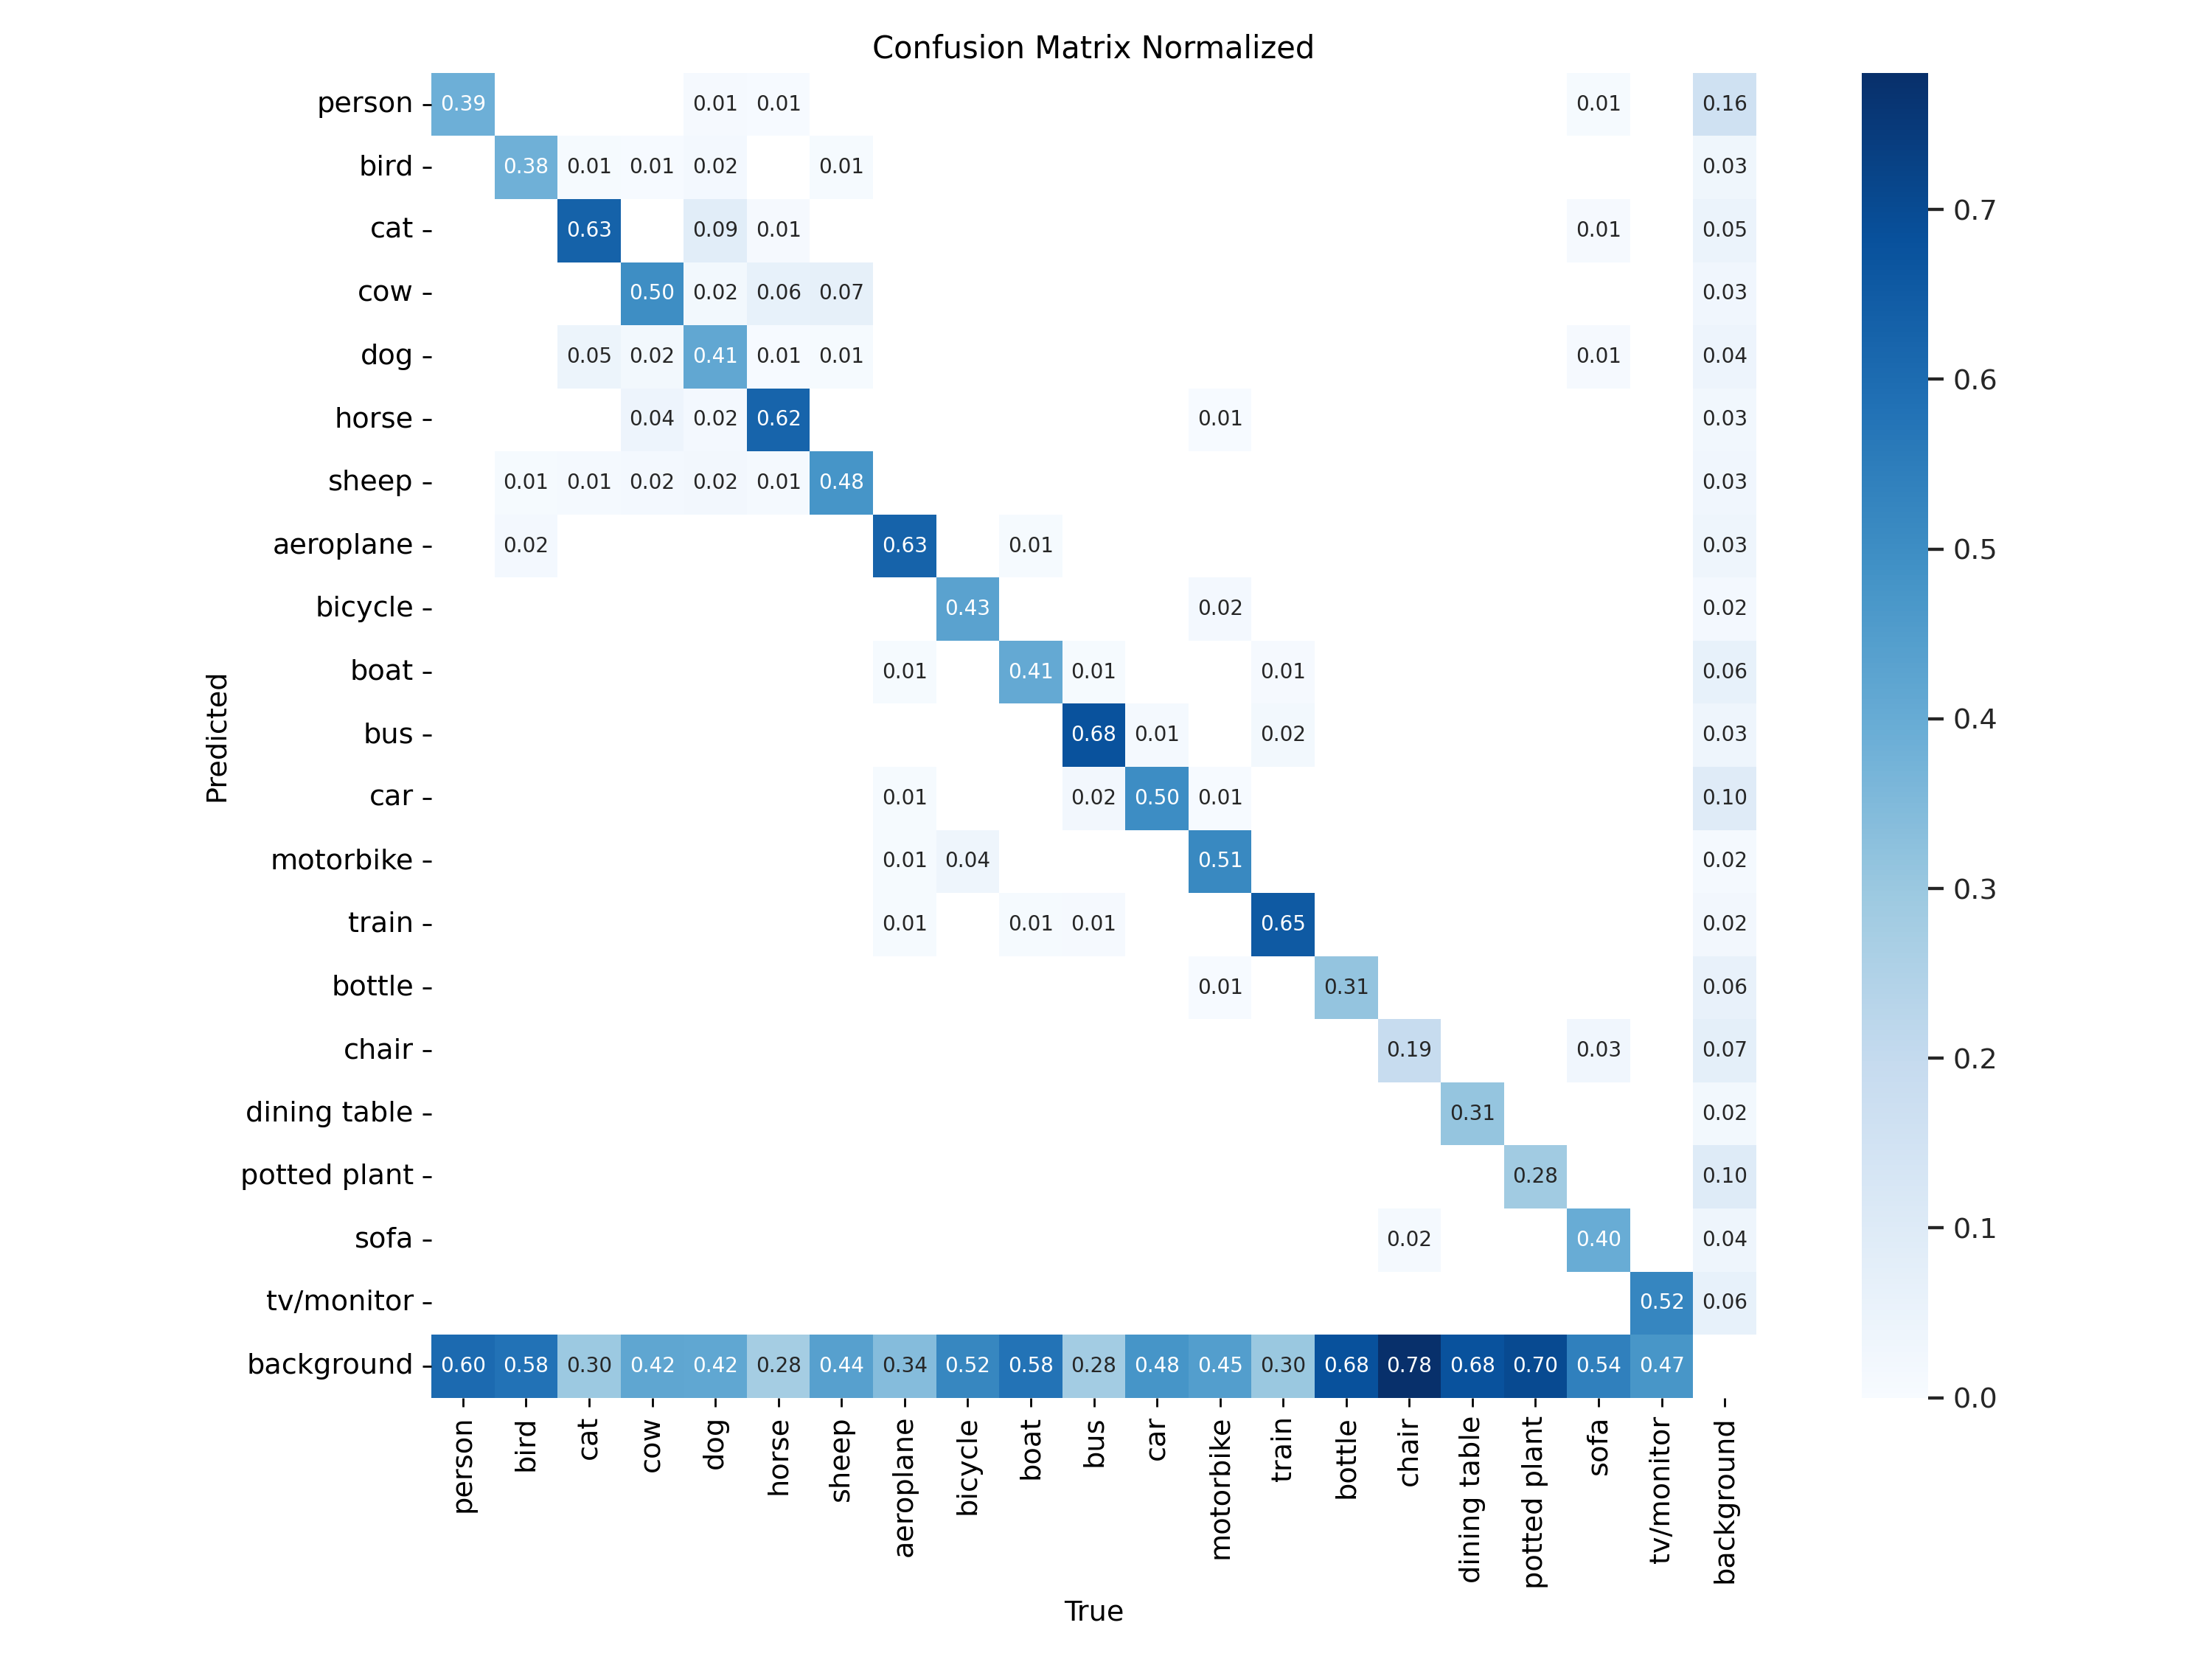 Confusion Matrix Normalized
person 0.39 0.01 0.01 0.01 0.16
bird 0.38 0.01 0.01 0.02 0.01 0.03
cat 0.63 0.09 0.01 0.01 0.05
cow 0.50 0.02 0.06 0.07 0.03
dog 0.05 0.02 0.41 0.01 0.01 0.01 0.04
horse 0.04 0.02 0.62 0.01 0.03
sheep 0.01 0.01 0.02 0.02 0.01 0.48 0.03
aeroplane 0.02 0.63 0.01 0.03
bicycle 0.43 0.02 0.02
boat 0.01 0.41 0.01 0.01 0.06
bus 0.68 0.01 0.02 0.03
car 0.01 0.02 0.50 0.01 0.10
motorbike 0.01 0.04 0.51 0.02
train 0.01 0.01 0.01 0.65 0.02
bottle 0.01 0.31 0.06
chair 0.19 0.03 0.07
dining table 0.31 0.02
potted plant 0.28 0.10
sofa 0.02 0.40 0.04
tv/monitor 0.52 0.06
background 0.60 0.58 0.30 0.42 0.42 0.28 0.44 0.34 0.52 0.58 0.28 0.48 0.45 0.30 0.68 0.78 0.68 0.70 0.54 0.47
Predicted
person
bird
cat
cow
dog
horse
sheep
aeroplane
bicycle
boat
bus
car
motorbike
train
bottle
chair
dining table
potted plant
sofa
tv/monitor
background
True
0.7
0.6
0.5
0.4
0.3
0.2
0.1
0.0